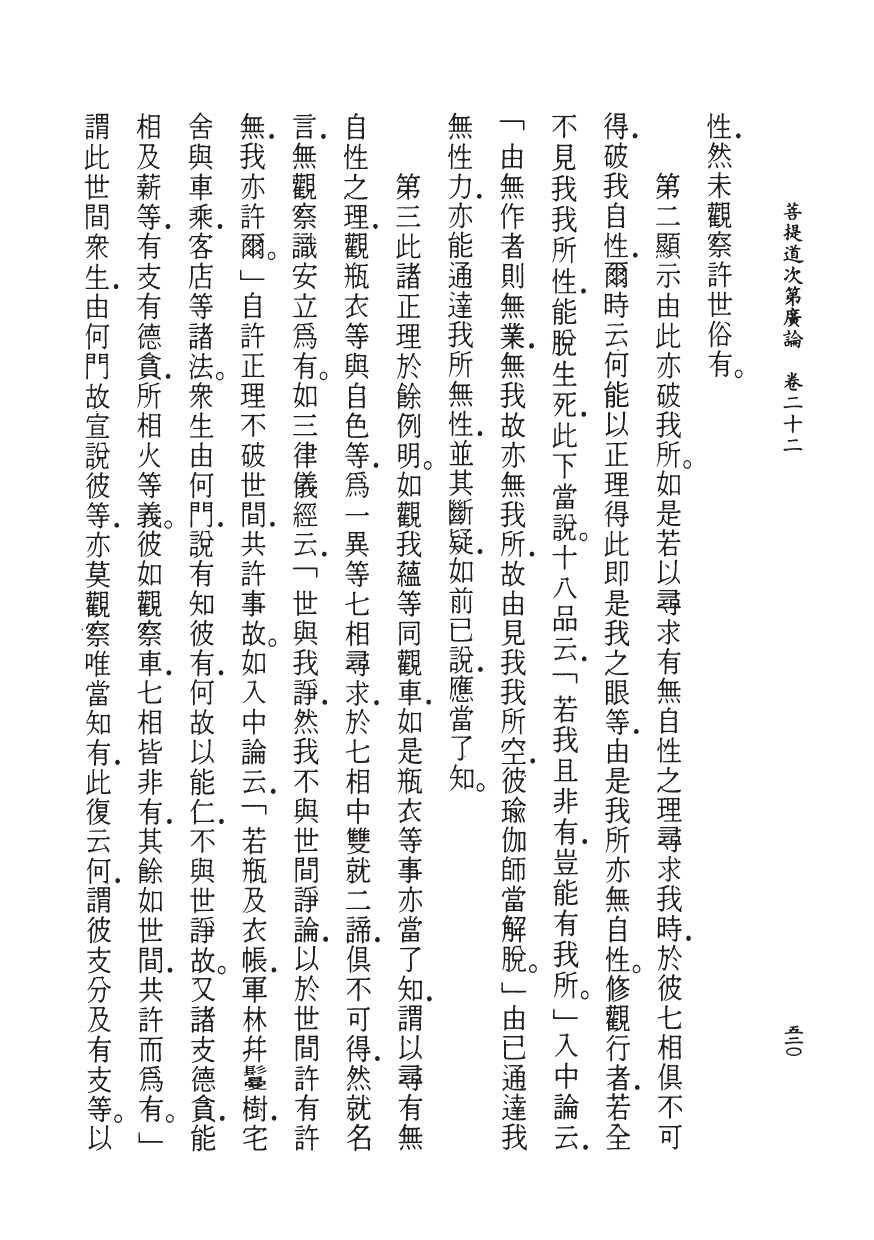 菩提道次第廣論　卷二十二
五二〇
性．然未觀察許世俗有。
第二顯示由此亦破我所。如是若以尋求有無自性之理尋求我時．於彼七相俱不可
得．破我自性．爾時云何能以正理得此即是我之眼等．由是我所亦無自性。修觀行者．若全
不見我我所性．能脫生死．此下當說。十八品云．「若我且非有．豈能有我所。」入中論云．
「由無作者則無業．無我故亦無我所．故由見我我所空．彼瑜伽師當解脫。」由已通達我
無性力．亦能通達我所無性．並其斷疑．如前已說．應當了知。
第三此諸正理於餘例明。如觀我蘊等同觀車．如是瓶衣等事亦當了知．謂以尋有無
自性之理．觀瓶衣等與自色等．為一異等七相尋求．於七相中雙就二諦．俱不可得．然就名
言．無觀察識安立爲有。如三律儀經云．「世與我諍．然我不與世間諍論．以於世間許有許
無．我亦許爾。」自許正理不破世間．共許事故。如入中論云．「若瓶及衣帳．軍林幷鬘樹．宅
舍與車乘．客店等諸法。衆生由何門．說有知彼有．何故以能仁．不與世諍故。又諸支德貪．能
相及薪等．有支有德貪．所相火等義。彼如觀察車．七相皆非有．其餘如世間．共許而爲有。」
謂此世間衆生．由何門故宣說彼等．亦莫觀察唯當知有．此復云何．謂彼支分及有支等。以